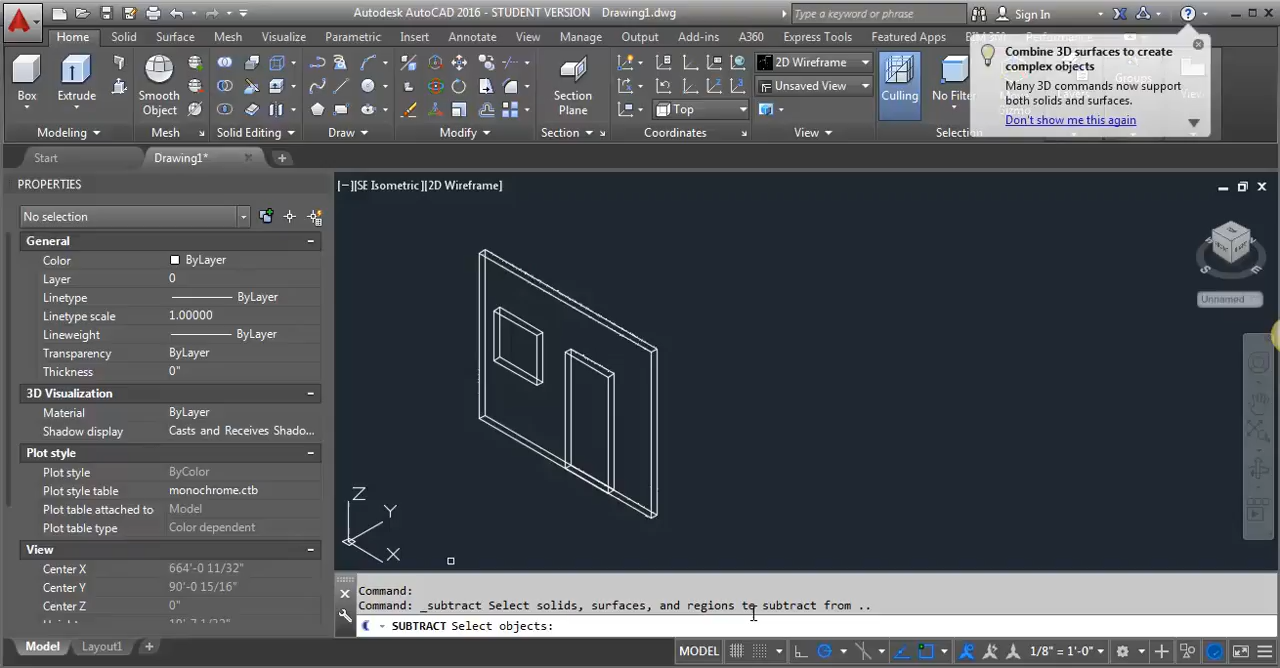 Autodesk AutoCAD 2016 - STUDENT VERSION Drawing1.dwg
Type a keyword or phrase
Sign In
Home Solid Surface Mesh Visualize Parametric Insert Annotate View Manage Output Add-ins A360 Express Tools Featured Apps
Combine 3D surfaces to create
complex objects
Many 3D commands now support
both solids and surfaces.
Don't show me this again
2D Wireframe
Unsaved View
Top
Box
Extrude
Smooth
Object
Section
Plane
Culling
No Filter
Groups
Modeling
Mesh
Solid Editing
Draw
Modify
Section
Coordinates
View
Selection
Start
Drawing1*
PROPERTIES
No selection
General
Color ByLayer
Layer 0
Linetype ByLayer
Linetype scale 1.00000
Lineweight ByLayer
Transparency ByLayer
Thickness 0"
3D Visualization
Material ByLayer
Shadow display Casts and Receives Shado...
Plot style
Plot style ByColor
Plot style table monochrome.ctb
Plot table attached to Model
Plot table type Color dependent
View
Center X 664'-0 11/32"
Center Y 90'-0 15/16"
Center Z 0"
[−][SE Isometric][2D Wireframe]
S
E
Unnamed
Z
Y
X
Command:
Command: _subtract Select solids, surfaces, and regions to subtract from ..
SUBTRACT Select objects:
Model
Layout1
MODEL
1/8" = 1'-0"